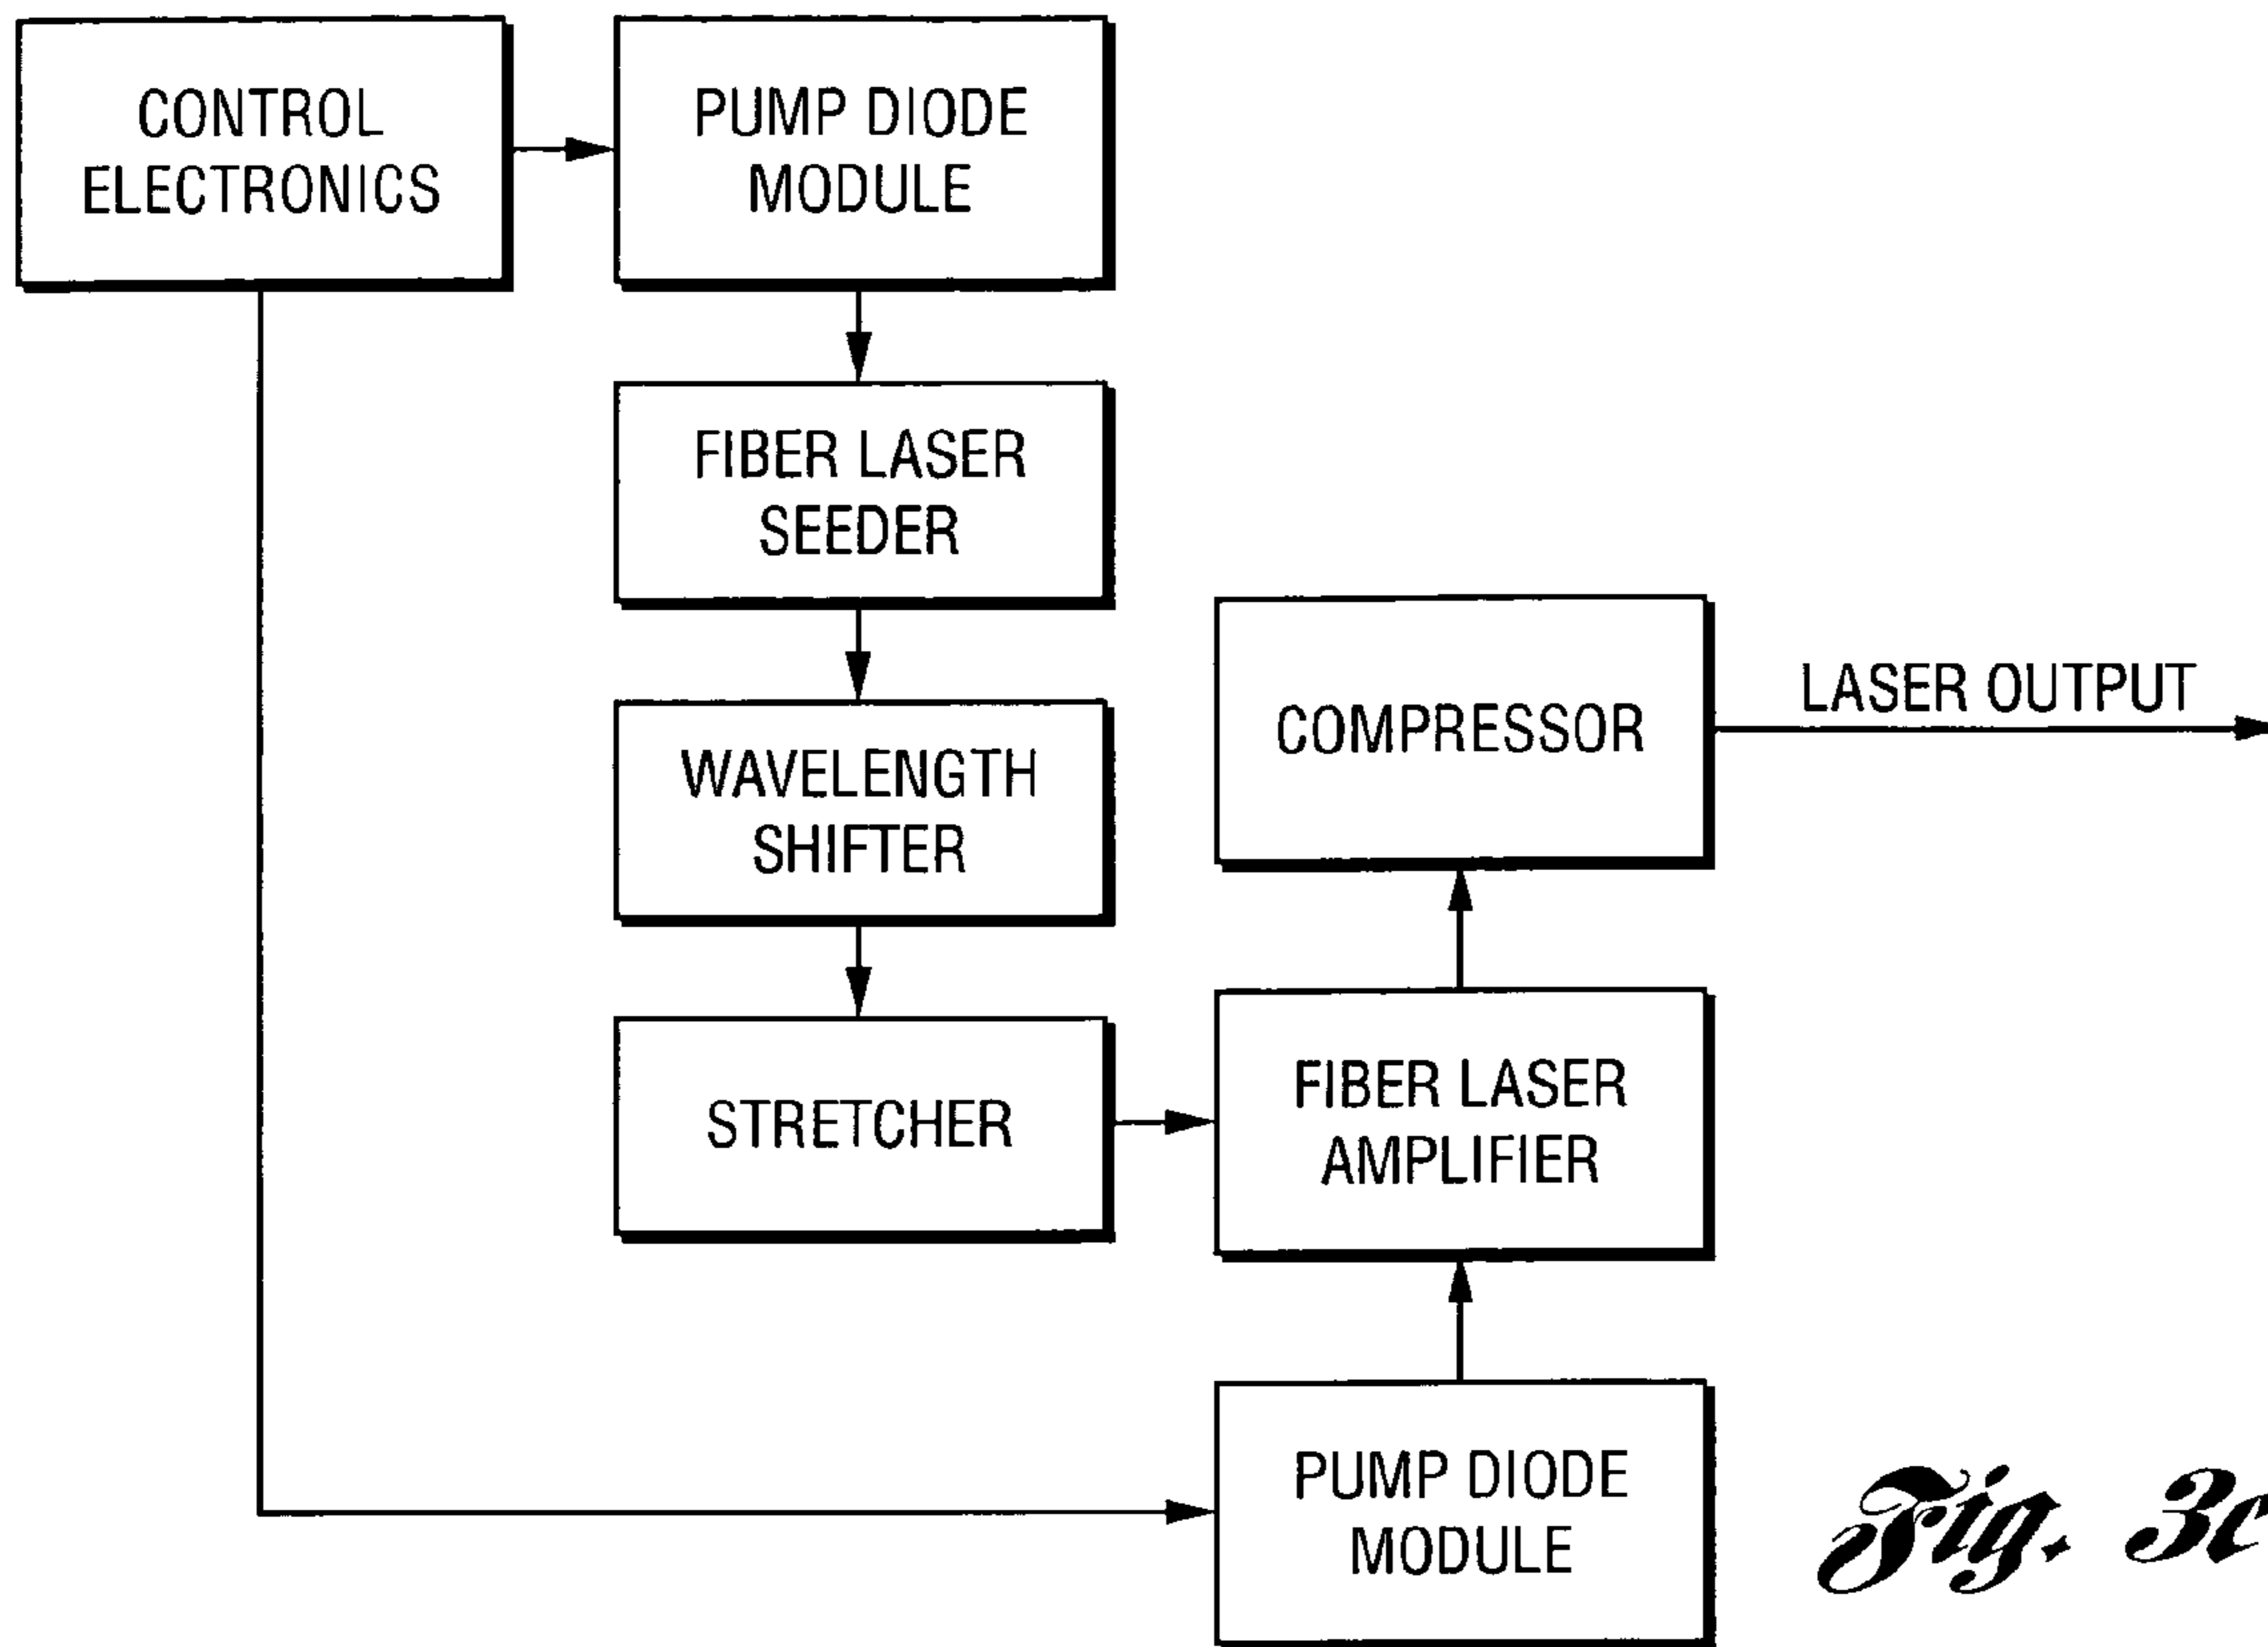 CONTROL
ELECTRONICS
PUMP DIODE
MODULE
FIBER LASER
SEEDER
WAVELENGTH
SHIFTER
STRETCHER
COMPRESSOR
LASER OUTPUT
FIBER LASER
AMPLIFIER
PUMP DIODE
MODULE
Fig. 3c